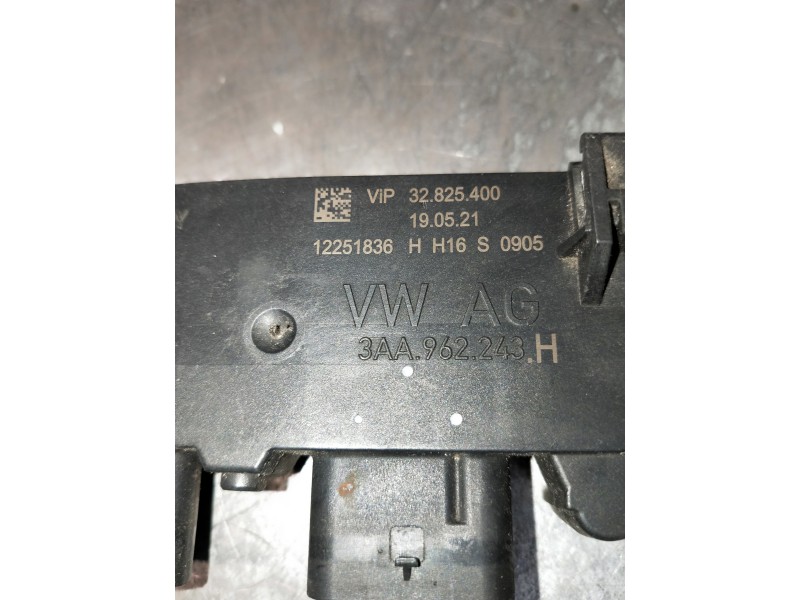 ViP 32.825.400
19.05.21
12251836 H H16 S 0905
VW AG
3AA.962.243.H